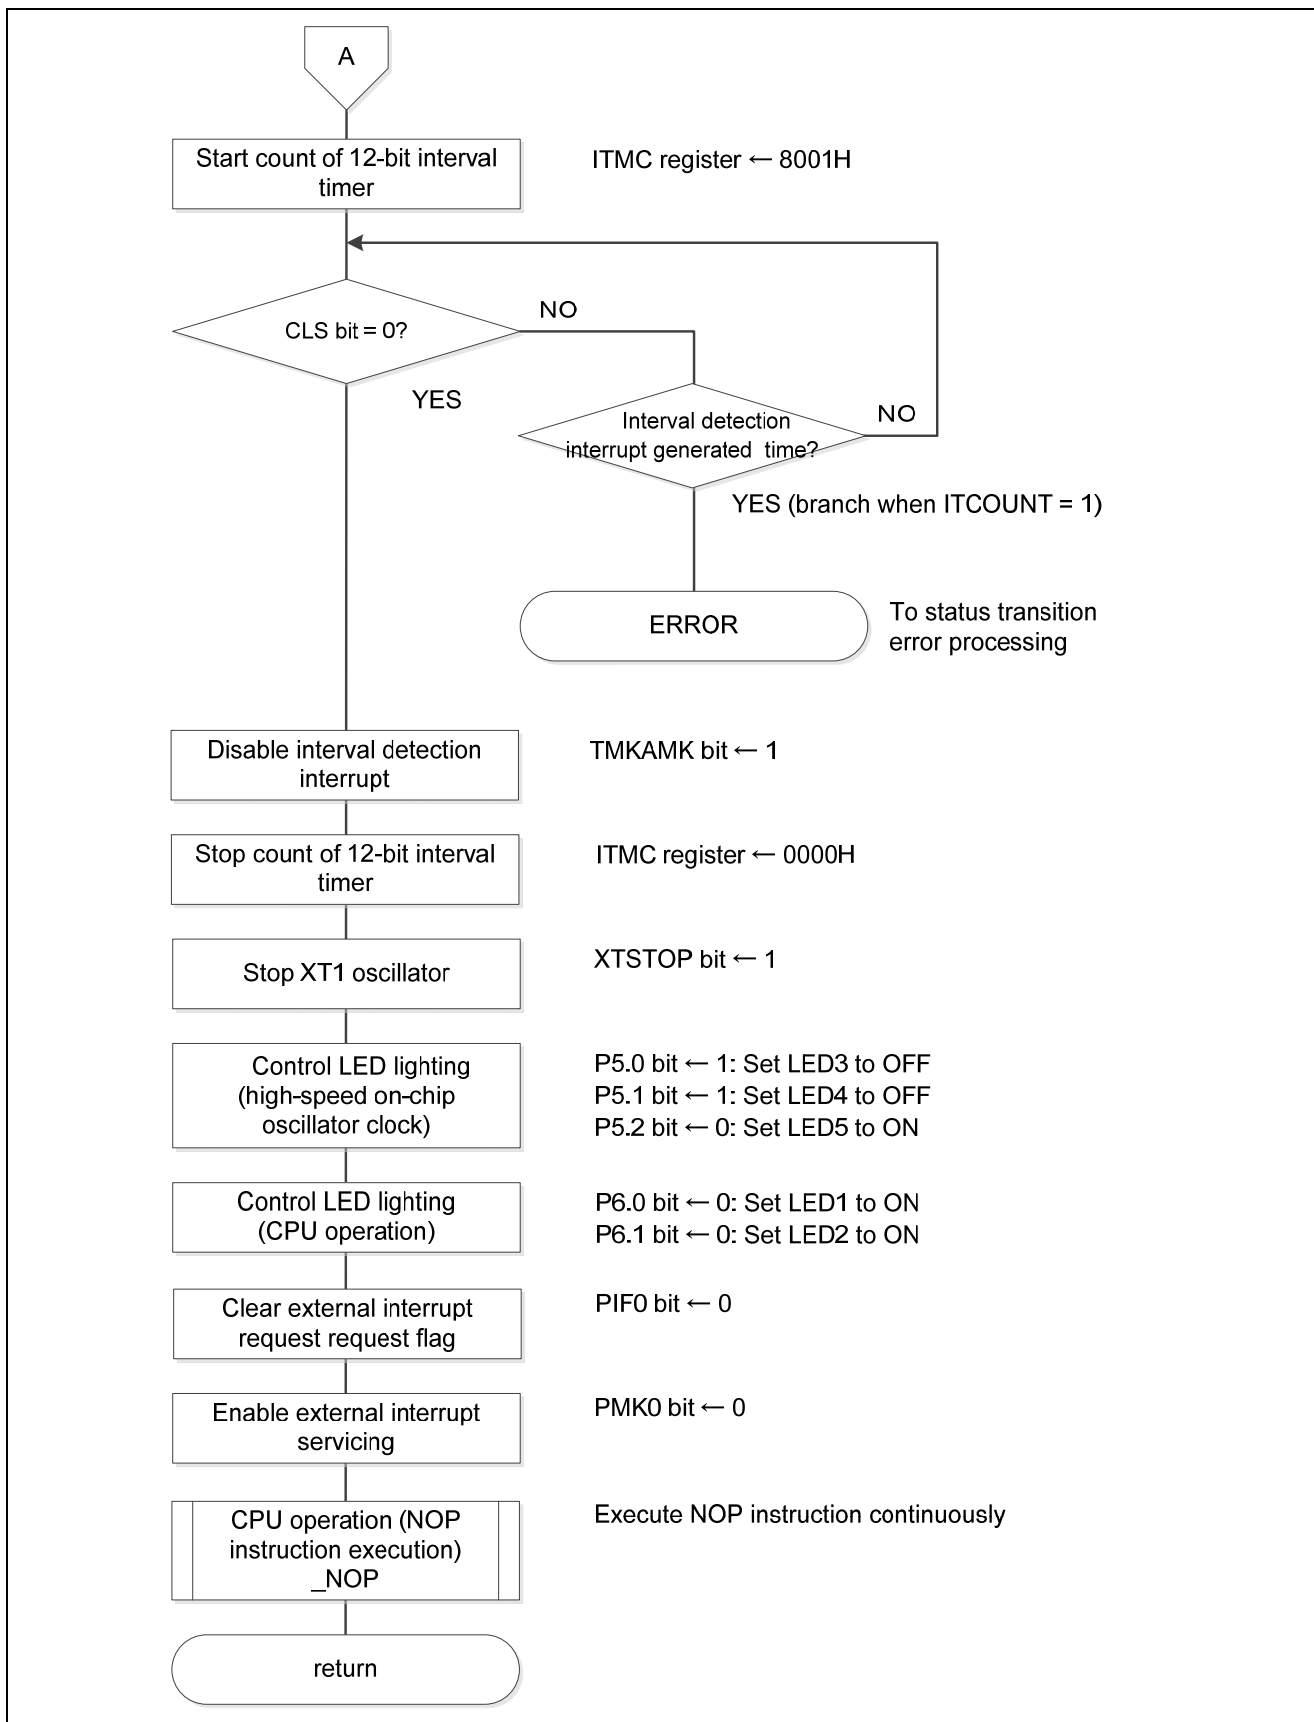 A
Start count of 12-bit interval
timer
ITMC register ← 8001H
CLS bit = 0?
NO
YES
Interval detection
interrupt generated time?
NO
YES (branch when ITCOUNT = 1)
ERROR
To status transition
error processing
Disable interval detection
interrupt
TMKAMK bit ← 1
Stop count of 12-bit interval
timer
ITMC register ← 0000H
Stop XT1 oscillator
XTSTOP bit ← 1
Control LED lighting
(high-speed on-chip
oscillator clock)
P5.0 bit ← 1: Set LED3 to OFF
P5.1 bit ← 1: Set LED4 to OFF
P5.2 bit ← 0: Set LED5 to ON
Control LED lighting
(CPU operation)
P6.0 bit ← 0: Set LED1 to ON
P6.1 bit ← 0: Set LED2 to ON
Clear external interrupt
request request flag
PIF0 bit ← 0
Enable external interrupt
servicing
PMK0 bit ← 0
CPU operation (NOP
instruction execution)
_NOP
Execute NOP instruction continuously
return